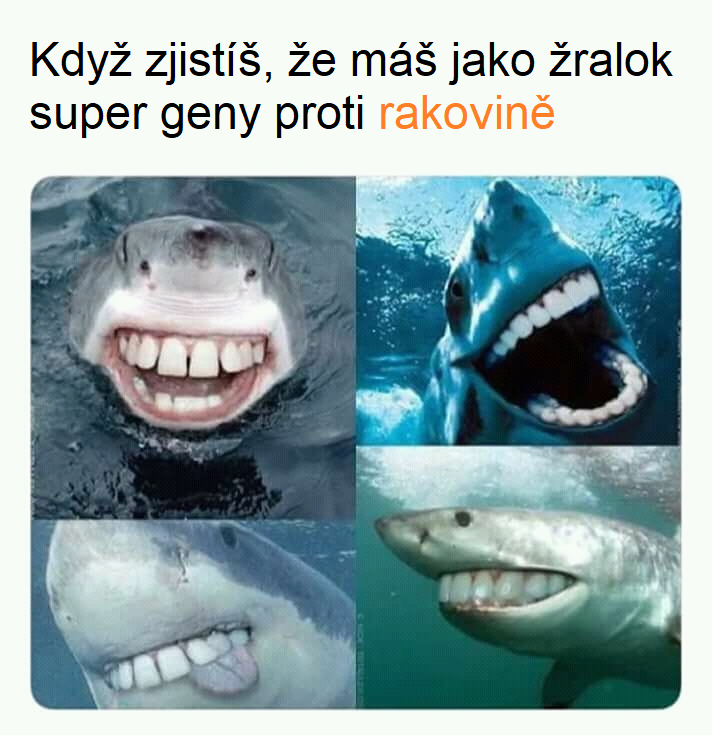 Když zjistíš, že máš jako žralok
super geny proti rakovině